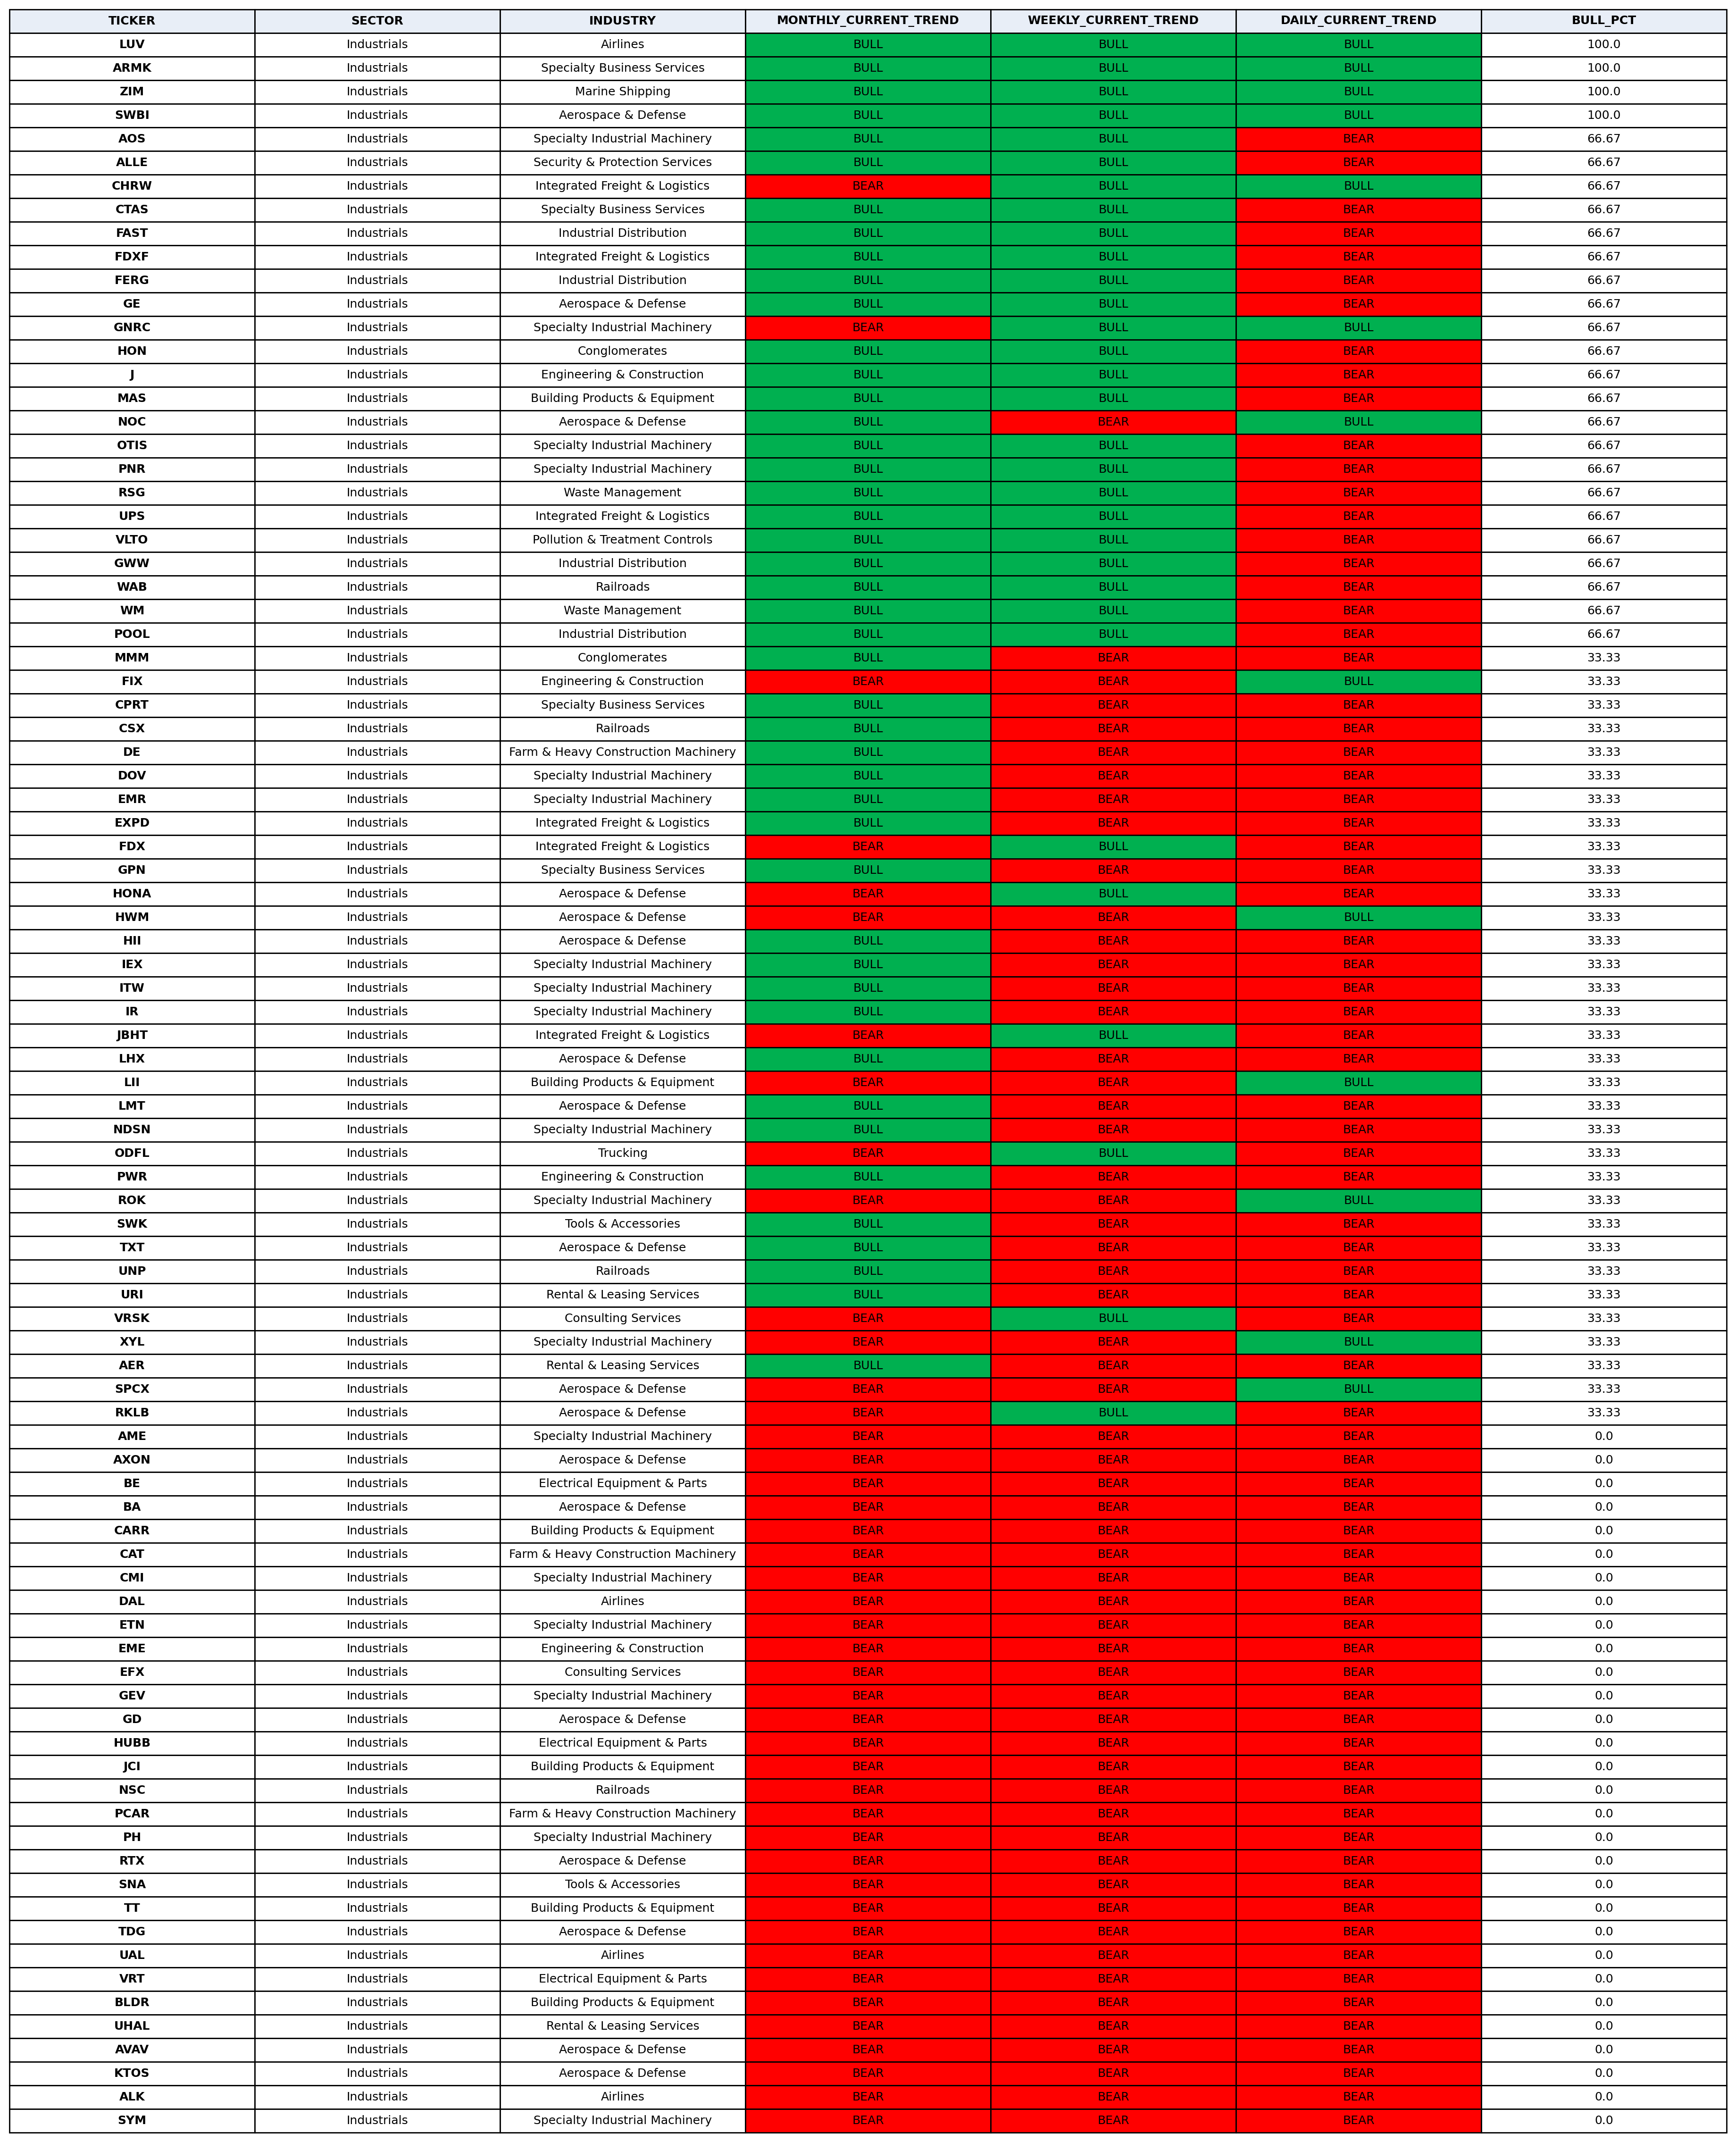 TICKER SECTOR INDUSTRY MONTHLY_CURRENT_TREND WEEKLY_CURRENT_TREND DAILY_CURRENT_TREND BULL_PCT
LUV Industrials Airlines BULL BULL BULL 100.0
ARMK Industrials Specialty Business Services BULL BULL BULL 100.0
ZIM Industrials Marine Shipping BULL BULL BULL 100.0
SWBI Industrials Aerospace & Defense BULL BULL BULL 100.0
AOS Industrials Specialty Industrial Machinery BULL BULL BEAR 66.67
ALLE Industrials Security & Protection Services BULL BULL BEAR 66.67
CHRW Industrials Integrated Freight & Logistics BEAR BULL BULL 66.67
CTAS Industrials Specialty Business Services BULL BULL BEAR 66.67
FAST Industrials Industrial Distribution BULL BULL BEAR 66.67
FDXF Industrials Integrated Freight & Logistics BULL BULL BEAR 66.67
FERG Industrials Industrial Distribution BULL BULL BEAR 66.67
GE Industrials Aerospace & Defense BULL BULL BEAR 66.67
GNRC Industrials Specialty Industrial Machinery BEAR BULL BULL 66.67
HON Industrials Conglomerates BULL BULL BEAR 66.67
J Industrials Engineering & Construction BULL BULL BEAR 66.67
MAS Industrials Building Products & Equipment BULL BULL BEAR 66.67
NOC Industrials Aerospace & Defense BULL BEAR BULL 66.67
OTIS Industrials Specialty Industrial Machinery BULL BULL BEAR 66.67
PNR Industrials Specialty Industrial Machinery BULL BULL BEAR 66.67
RSG Industrials Waste Management BULL BULL BEAR 66.67
UPS Industrials Integrated Freight & Logistics BULL BULL BEAR 66.67
VLTO Industrials Pollution & Treatment Controls BULL BULL BEAR 66.67
GWW Industrials Industrial Distribution BULL BULL BEAR 66.67
WAB Industrials Railroads BULL BULL BEAR 66.67
WM Industrials Waste Management BULL BULL BEAR 66.67
POOL Industrials Industrial Distribution BULL BULL BEAR 66.67
MMM Industrials Conglomerates BULL BEAR BEAR 33.33
FIX Industrials Engineering & Construction BEAR BEAR BULL 33.33
CPRT Industrials Specialty Business Services BULL BEAR BEAR 33.33
CSX Industrials Railroads BULL BEAR BEAR 33.33
DE Industrials Farm & Heavy Construction Machinery BULL BEAR BEAR 33.33
DOV Industrials Specialty Industrial Machinery BULL BEAR BEAR 33.33
EMR Industrials Specialty Industrial Machinery BULL BEAR BEAR 33.33
EXPD Industrials Integrated Freight & Logistics BULL BEAR BEAR 33.33
FDX Industrials Integrated Freight & Logistics BEAR BULL BEAR 33.33
GPN Industrials Specialty Business Services BULL BEAR BEAR 33.33
HONA Industrials Aerospace & Defense BEAR BULL BEAR 33.33
HWM Industrials Aerospace & Defense BEAR BEAR BULL 33.33
HII Industrials Aerospace & Defense BULL BEAR BEAR 33.33
IEX Industrials Specialty Industrial Machinery BULL BEAR BEAR 33.33
ITW Industrials Specialty Industrial Machinery BULL BEAR BEAR 33.33
IR Industrials Specialty Industrial Machinery BULL BEAR BEAR 33.33
JBHT Industrials Integrated Freight & Logistics BEAR BULL BEAR 33.33
LHX Industrials Aerospace & Defense BULL BEAR BEAR 33.33
LII Industrials Building Products & Equipment BEAR BEAR BULL 33.33
LMT Industrials Aerospace & Defense BULL BEAR BEAR 33.33
NDSN Industrials Specialty Industrial Machinery BULL BEAR BEAR 33.33
ODFL Industrials Trucking BEAR BULL BEAR 33.33
PWR Industrials Engineering & Construction BULL BEAR BEAR 33.33
ROK Industrials Specialty Industrial Machinery BEAR BEAR BULL 33.33
SWK Industrials Tools & Accessories BULL BEAR BEAR 33.33
TXT Industrials Aerospace & Defense BULL BEAR BEAR 33.33
UNP Industrials Railroads BULL BEAR BEAR 33.33
URI Industrials Rental & Leasing Services BULL BEAR BEAR 33.33
VRSK Industrials Consulting Services BEAR BULL BEAR 33.33
XYL Industrials Specialty Industrial Machinery BEAR BEAR BULL 33.33
AER Industrials Rental & Leasing Services BULL BEAR BEAR 33.33
SPCX Industrials Aerospace & Defense BEAR BEAR BULL 33.33
RKLB Industrials Aerospace & Defense BEAR BULL BEAR 33.33
AME Industrials Specialty Industrial Machinery BEAR BEAR BEAR 0.0
AXON Industrials Aerospace & Defense BEAR BEAR BEAR 0.0
BE Industrials Electrical Equipment & Parts BEAR BEAR BEAR 0.0
BA Industrials Aerospace & Defense BEAR BEAR BEAR 0.0
CARR Industrials Building Products & Equipment BEAR BEAR BEAR 0.0
CAT Industrials Farm & Heavy Construction Machinery BEAR BEAR BEAR 0.0
CMI Industrials Specialty Industrial Machinery BEAR BEAR BEAR 0.0
DAL Industrials Airlines BEAR BEAR BEAR 0.0
ETN Industrials Specialty Industrial Machinery BEAR BEAR BEAR 0.0
EME Industrials Engineering & Construction BEAR BEAR BEAR 0.0
EFX Industrials Consulting Services BEAR BEAR BEAR 0.0
GEV Industrials Specialty Industrial Machinery BEAR BEAR BEAR 0.0
GD Industrials Aerospace & Defense BEAR BEAR BEAR 0.0
HUBB Industrials Electrical Equipment & Parts BEAR BEAR BEAR 0.0
JCI Industrials Building Products & Equipment BEAR BEAR BEAR 0.0
NSC Industrials Railroads BEAR BEAR BEAR 0.0
PCAR Industrials Farm & Heavy Construction Machinery BEAR BEAR BEAR 0.0
PH Industrials Specialty Industrial Machinery BEAR BEAR BEAR 0.0
RTX Industrials Aerospace & Defense BEAR BEAR BEAR 0.0
SNA Industrials Tools & Accessories BEAR BEAR BEAR 0.0
TT Industrials Building Products & Equipment BEAR BEAR BEAR 0.0
TDG Industrials Aerospace & Defense BEAR BEAR BEAR 0.0
UAL Industrials Airlines BEAR BEAR BEAR 0.0
VRT Industrials Electrical Equipment & Parts BEAR BEAR BEAR 0.0
BLDR Industrials Building Products & Equipment BEAR BEAR BEAR 0.0
UHAL Industrials Rental & Leasing Services BEAR BEAR BEAR 0.0
AVAV Industrials Aerospace & Defense BEAR BEAR BEAR 0.0
KTOS Industrials Aerospace & Defense BEAR BEAR BEAR 0.0
ALK Industrials Airlines BEAR BEAR BEAR 0.0
SYM Industrials Specialty Industrial Machinery BEAR BEAR BEAR 0.0